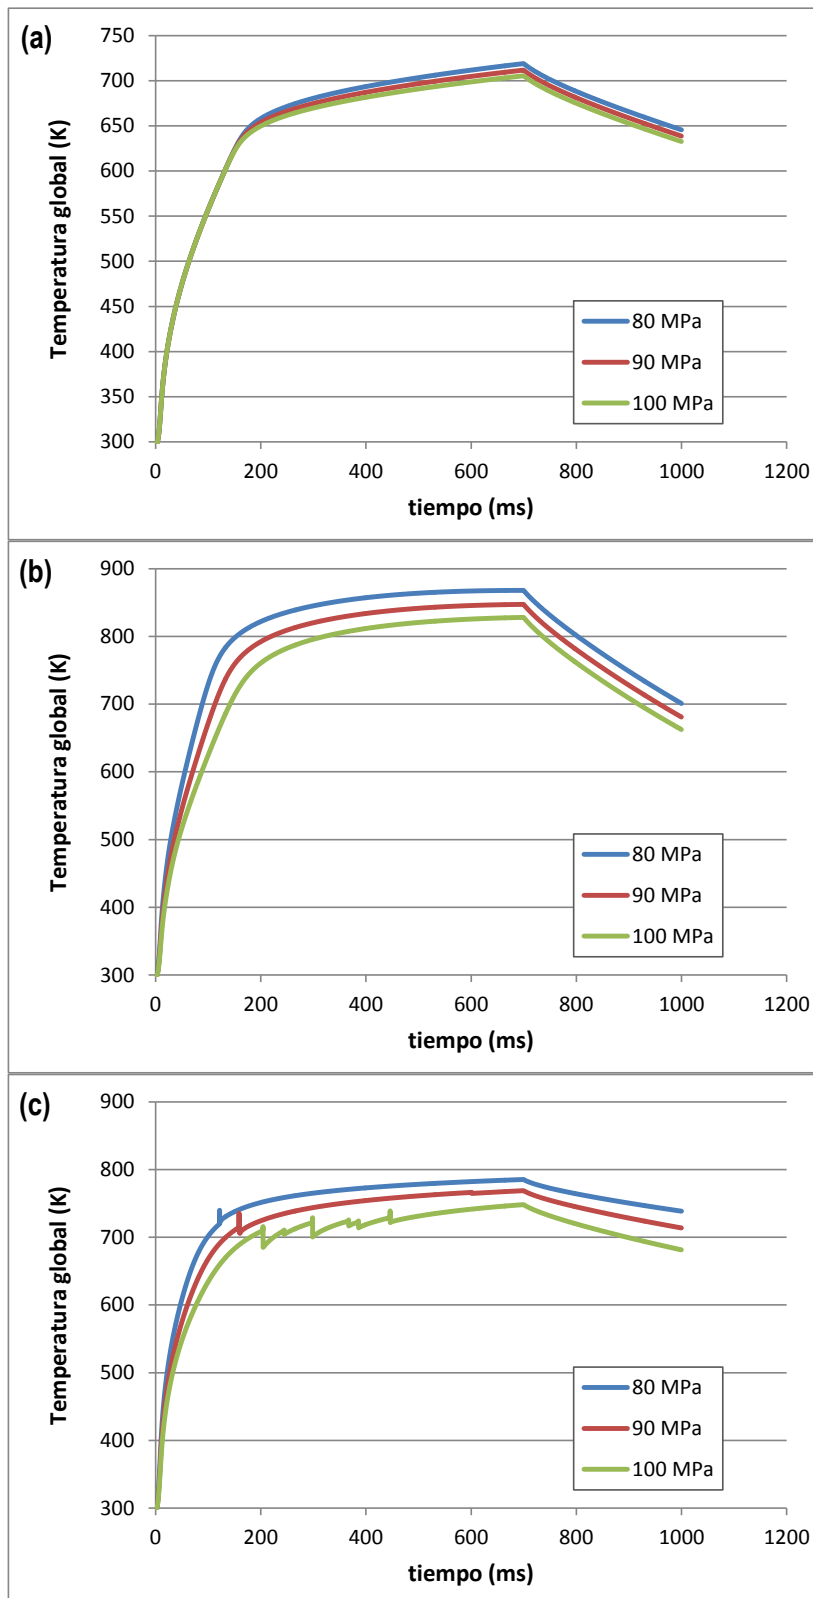 (a)
750
700
650
600
550
500
450
400
350
300
Temperatura global (K)
0 200 400 600 800 1000 1200
tiempo (ms)
80 MPa
90 MPa
100 MPa
(b)
900
800
700
600
500
400
300
Temperatura global (K)
0 200 400 600 800 1000 1200
tiempo (ms)
80 MPa
90 MPa
100 MPa
(c)
900
800
700
600
500
400
300
Temperatura global (K)
0 200 400 600 800 1000 1200
tiempo (ms)
80 MPa
90 MPa
100 MPa